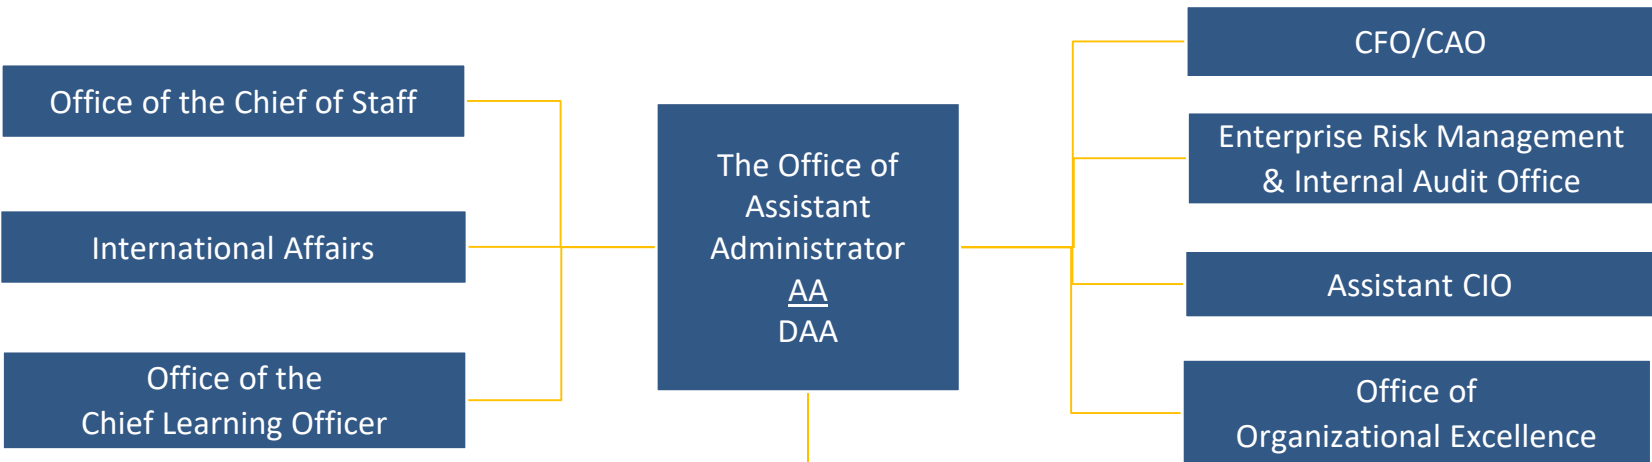 Office of the Chief of Staff
International Affairs
Office of the
Chief Learning Officer
The Office of
Assistant
Administrator
AA
DAA
CFO/CAO
Enterprise Risk Management
& Internal Audit Office
Assistant CIO
Office of
Organizational Excellence